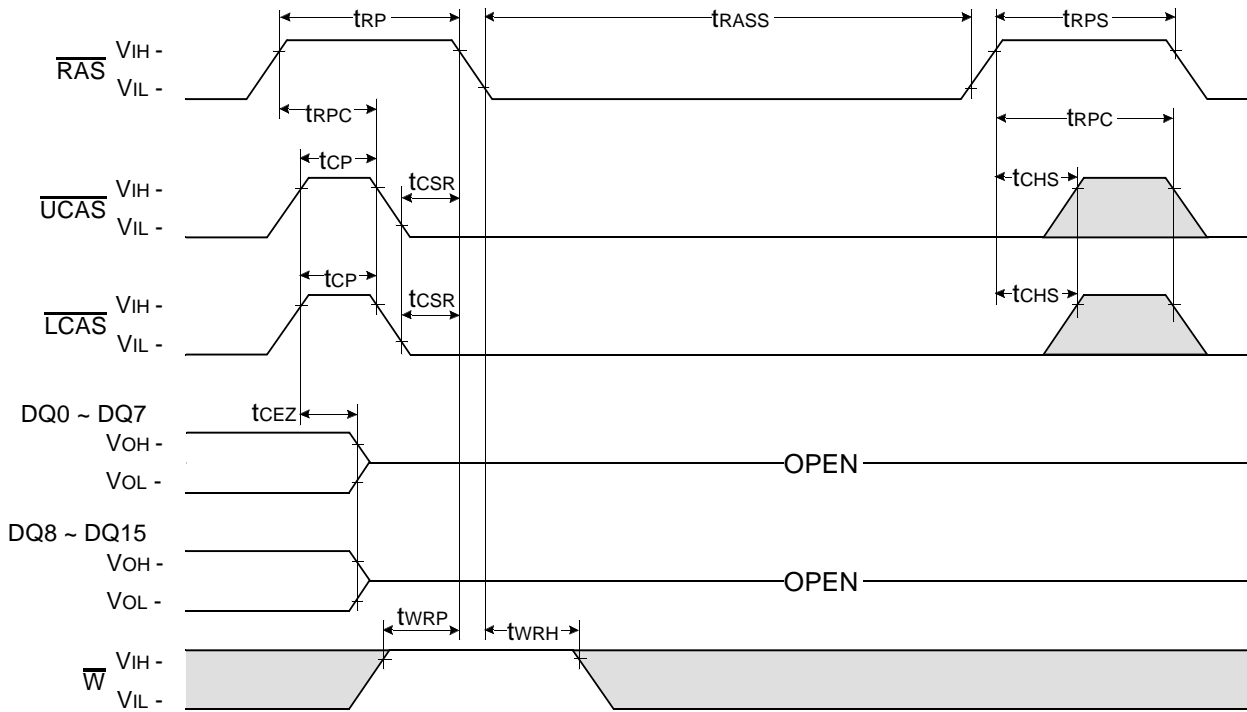 tRP tRASS tRPS
RAS VIH -
VIL -
tRPC tRPC
tCP tCSR tCHS
UCAS VIH -
VIL -
tCP tCSR tCHS
LCAS VIH -
VIL -
DQ0 ~ DQ7 tCEZ
VOH -
VOL -
OPEN
DQ8 ~ DQ15
VOH -
VOL -
OPEN
tWRP tWRH
W VIH -
VIL -